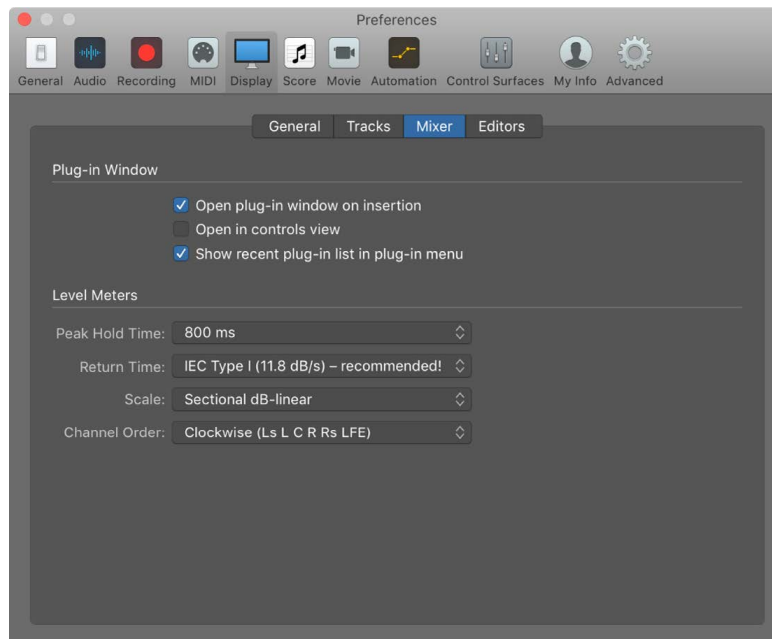 Preferences
General Audio Recording MIDI Display Score Movie Automation Control Surfaces My Info Advanced
General Tracks Mixer Editors
Plug-in Window
Open plug-in window on insertion
Open in controls view
Show recent plug-in list in plug-in menu
Level Meters
Peak Hold Time: 800 ms
Return Time: IEC Type I (11.8 dB/s) – recommended!
Scale: Sectional dB-linear
Channel Order: Clockwise (Ls L C R Rs LFE)